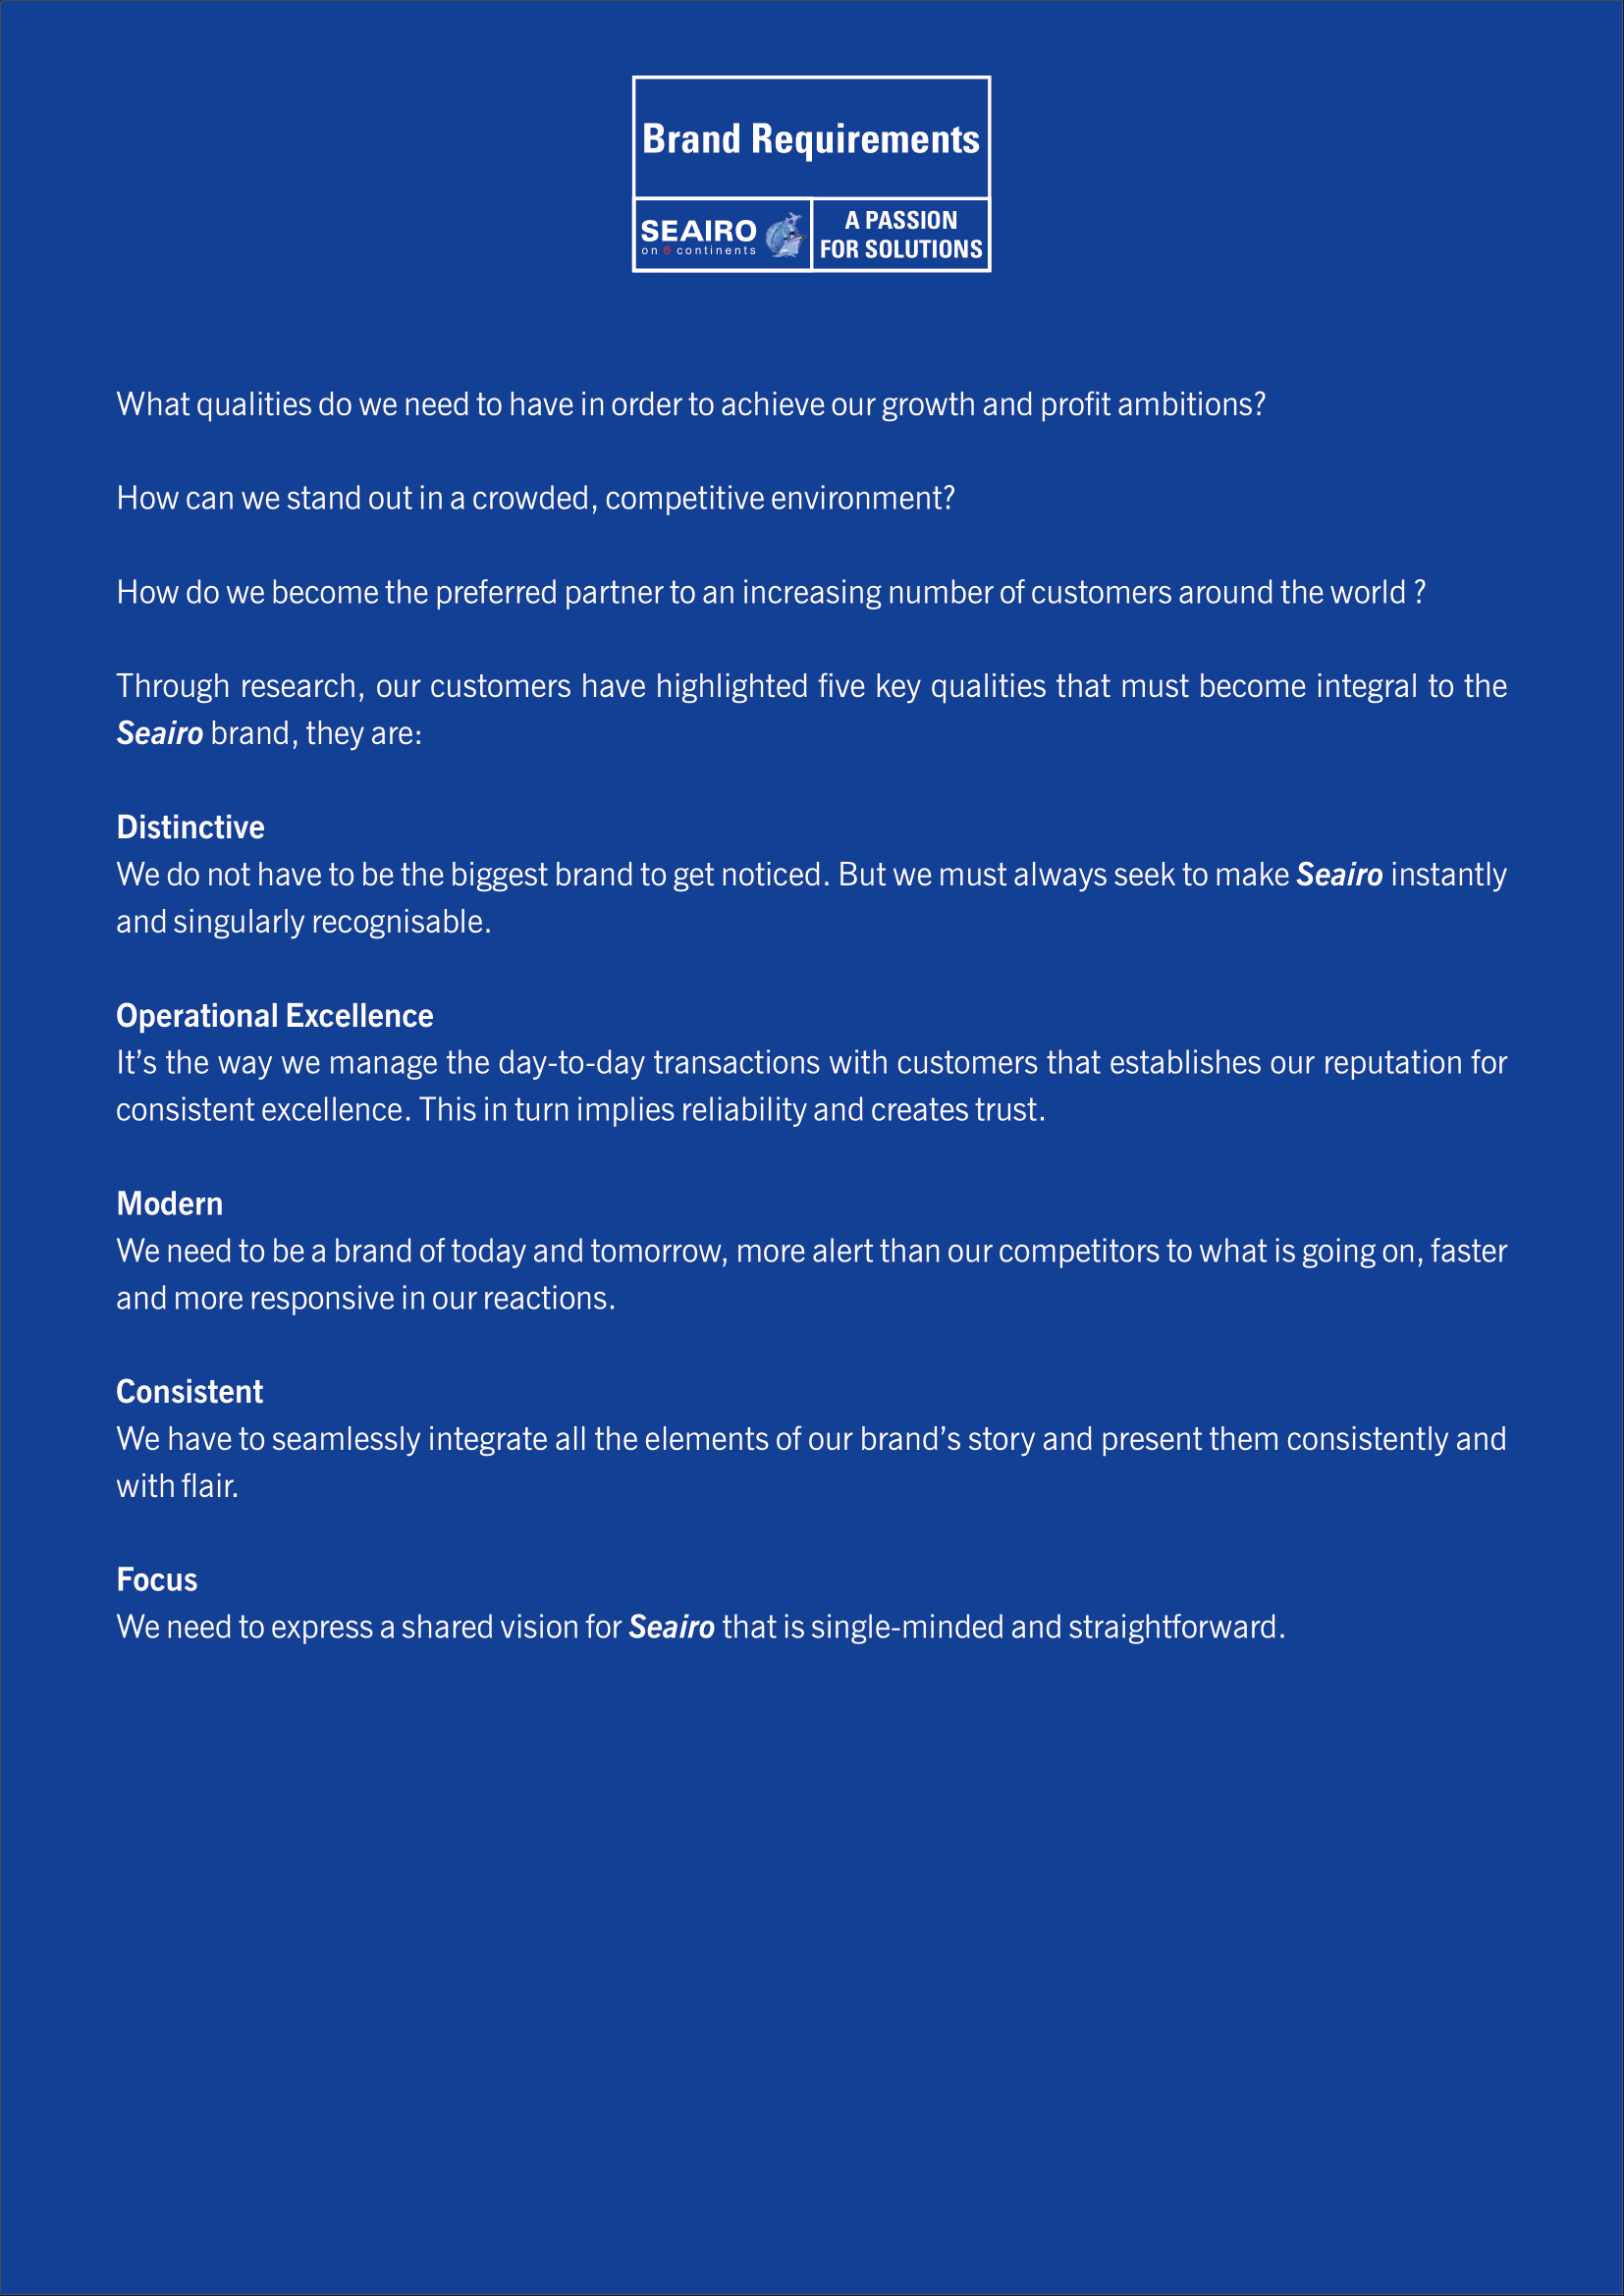 Brand Requirements
SEAIRO
on 6 continents
A PASSION
FOR SOLUTIONS
What qualities do we need to have in order to achieve our growth and profit ambitions?
How can we stand out in a crowded, competitive environment?
How do we become the preferred partner to an increasing number of customers around the world ?
Through research, our customers have highlighted five key qualities that must become integral to the
Seairo brand, they are:
Distinctive
We do not have to be the biggest brand to get noticed. But we must always seek to make Seairo instantly
and singularly recognisable.
Operational Excellence
It’s the way we manage the day-to-day transactions with customers that establishes our reputation for
consistent excellence. This in turn implies reliability and creates trust.
Modern
We need to be a brand of today and tomorrow, more alert than our competitors to what is going on, faster
and more responsive in our reactions.
Consistent
We have to seamlessly integrate all the elements of our brand’s story and present them consistently and
with flair.
Focus
We need to express a shared vision for Seairo that is single-minded and straightforward.